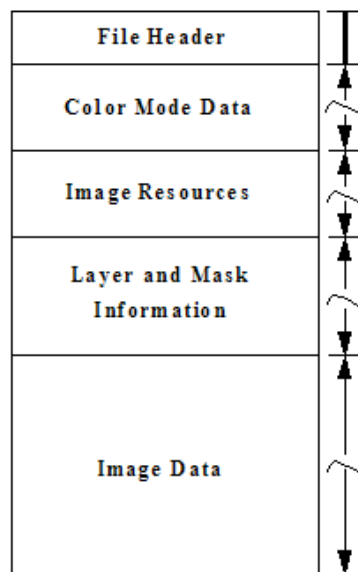 File Header
Color Mode Data
Image Resources
Layer and Mask
Information
Image Data